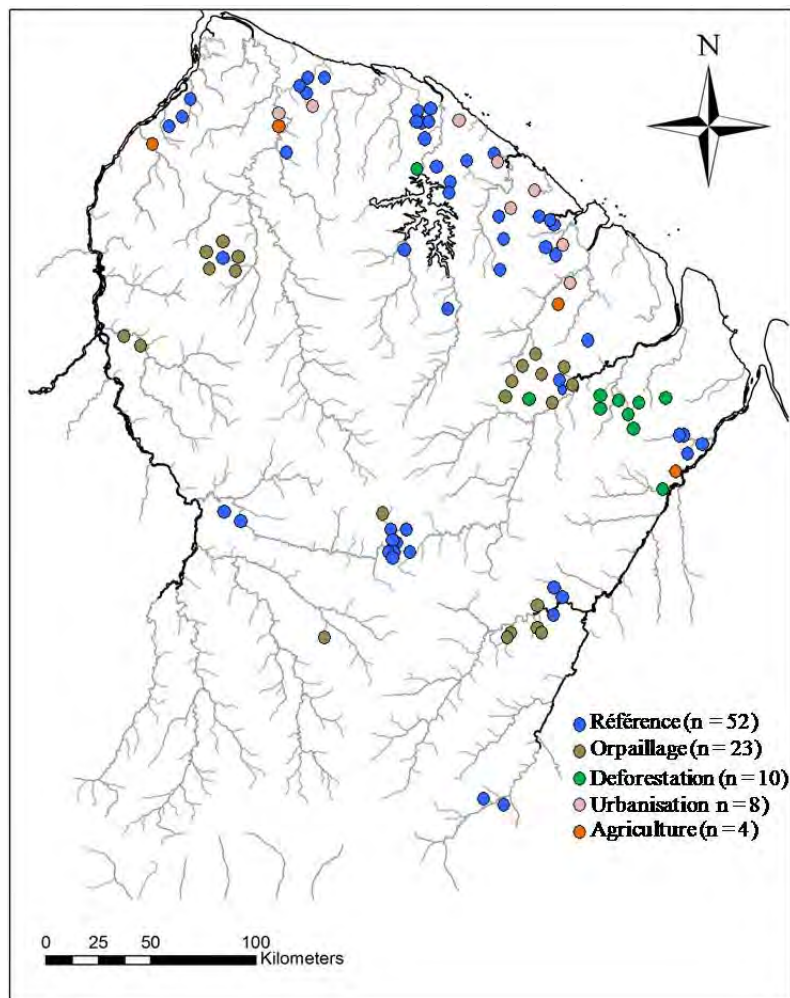 N
Référence (n = 52)
Orpaillage (n = 23)
Deforestation (n = 10)
Urbanisation n = 8)
Agriculture (n = 4)
0 25 50 100
Kilometers